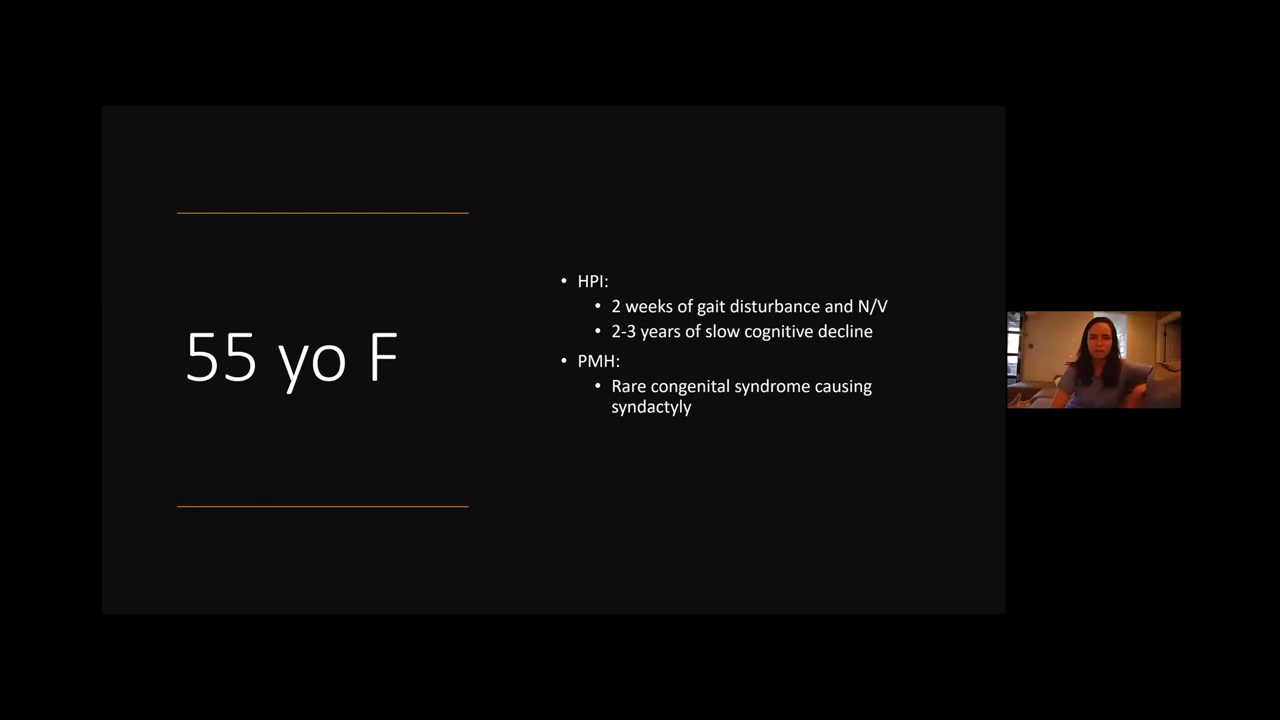 55 yo F
• HPI:
• 2 weeks of gait disturbance and N/V
• 2-3 years of slow cognitive decline
• PMH:
• Rare congenital syndrome causing
syndactyly